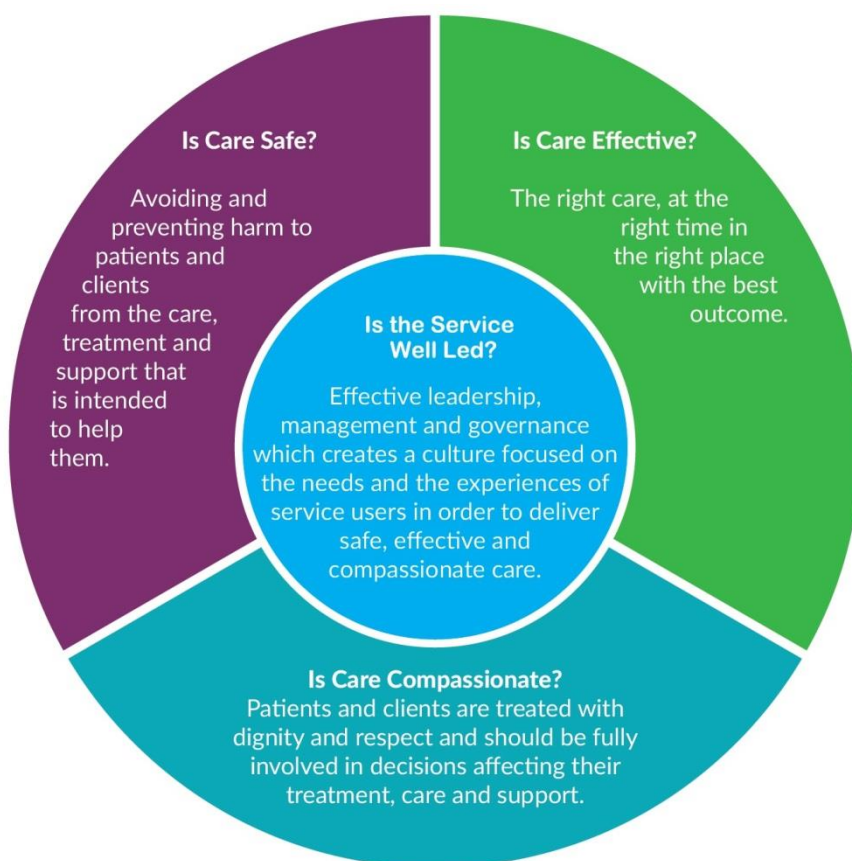 Is Care Safe?
Avoiding and
preventing harm to
patients and
clients
from the care,
treatment and
support that
is intended
to help
them.
Is Care Effective?
The right care, at the
right time in
the right place
with the best
outcome.
Is the Service
Well Led?
Effective leadership,
management and governance
which creates a culture focused on
the needs and the experiences of
service users in order to deliver
safe, effective and
compassionate care.
Is Care Compassionate?
Patients and clients are treated with
dignity and respect and should be fully
involved in decisions affecting their
treatment, care and support.